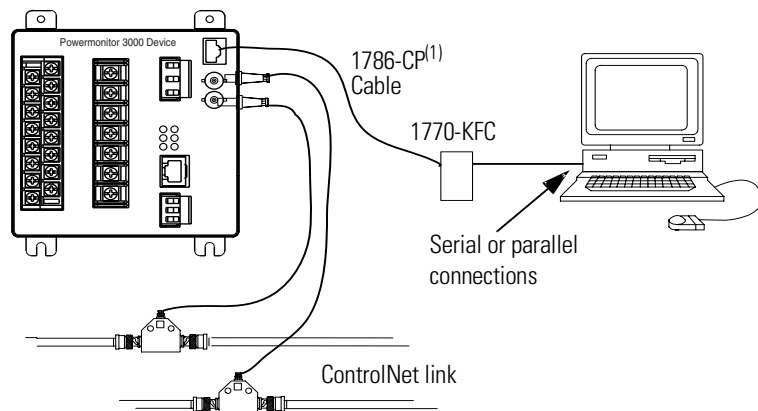 Powermonitor 3000 Device
1786-CP(1)
Cable
1770-KFC
Serial or parallel
connections
ControlNet link